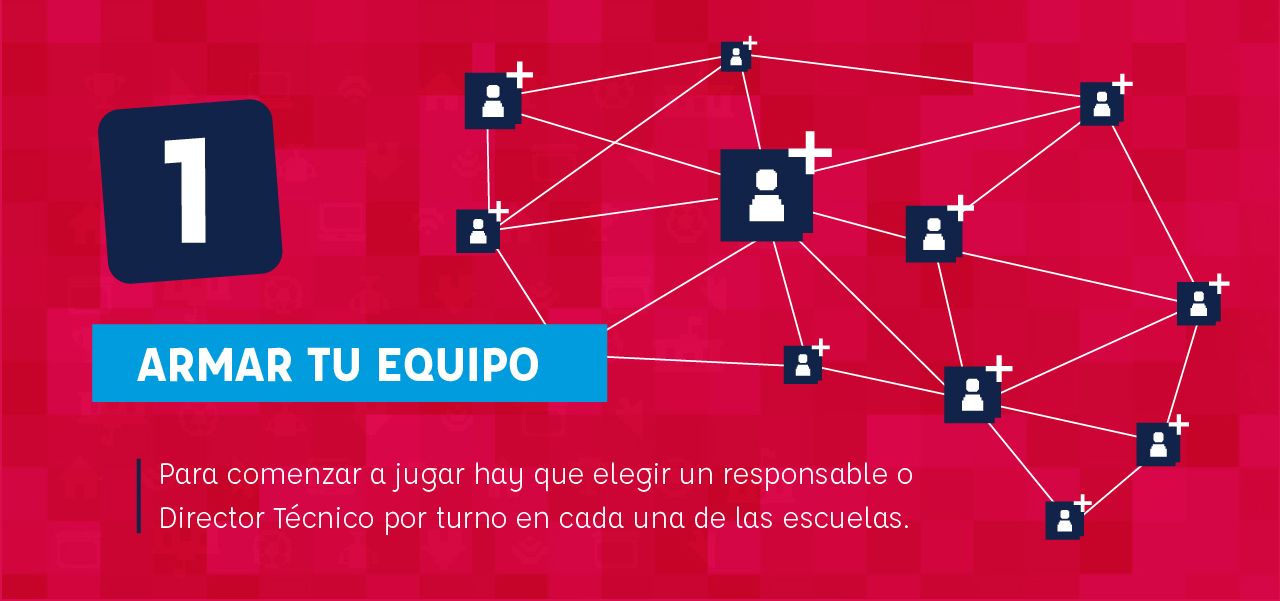 1
ARMAR TU EQUIPO
Para comenzar a jugar hay que elegir un responsable o
Director Técnico por turno en cada una de las escuelas.